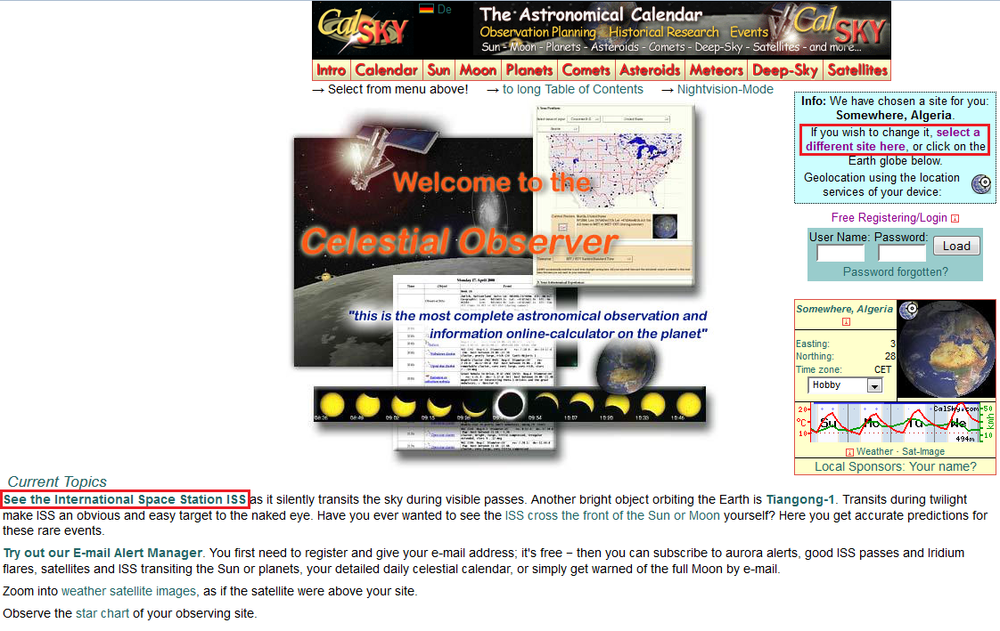 CalSKY
De
The Astronomical Calendar
Observation Planning Historical Research Events
Sun - Moon - Planets - Asteroids - Comets - Deep-Sky - Satellites - and more...
CalSKY
Intro Calendar Sun Moon Planets Comets Asteroids Meteors Deep-Sky Satellites
→ Select from menu above! → to long Table of Contents → Nightvision-Mode
Info: We have chosen a site for you:
Somewhere, Algeria.
If you wish to change it, select a
different site here, or click on the
Earth globe below.
Geolocation using the location
services of your device:
Free Registering/Login
User Name: Password:
Load
Password forgotten?
Welcome to the
Celestial Observer
Monday 17. April 2000
"this is the most complete astronomical observation and
information online-calculator on the planet"
Somewhere, Algeria
Easting: 3
Northing: 28
Time zone: CET
Hobby
CalSky.com
20
°C
10
Su Mo Tu We
50
km/h
10
494m
Weather · Sat-Image
Local Sponsors: Your name?
08:35 08:49 09:02 09:15 09:54 10:07 10:20 10:33 10:46
Current Topics
See the International Space Station ISS as it silently transits the sky during visible passes. Another bright object orbiting the Earth is Tiangong-1. Transits during twilight
make ISS an obvious and easy target to the naked eye. Have you ever wanted to see the ISS cross the front of the Sun or Moon yourself? Here you get accurate predictions for
these rare events.
Try out our E-mail Alert Manager. You first need to register and give your e-mail address; it's free − then you can subscribe to aurora alerts, good ISS passes and Iridium
flares, satellites and ISS transiting the Sun or planets, your detailed daily celestial calendar, or simply get warned of the full Moon by e-mail.
Zoom into weather satellite images, as if the satellite were above your site.
Observe the star chart of your observing site.